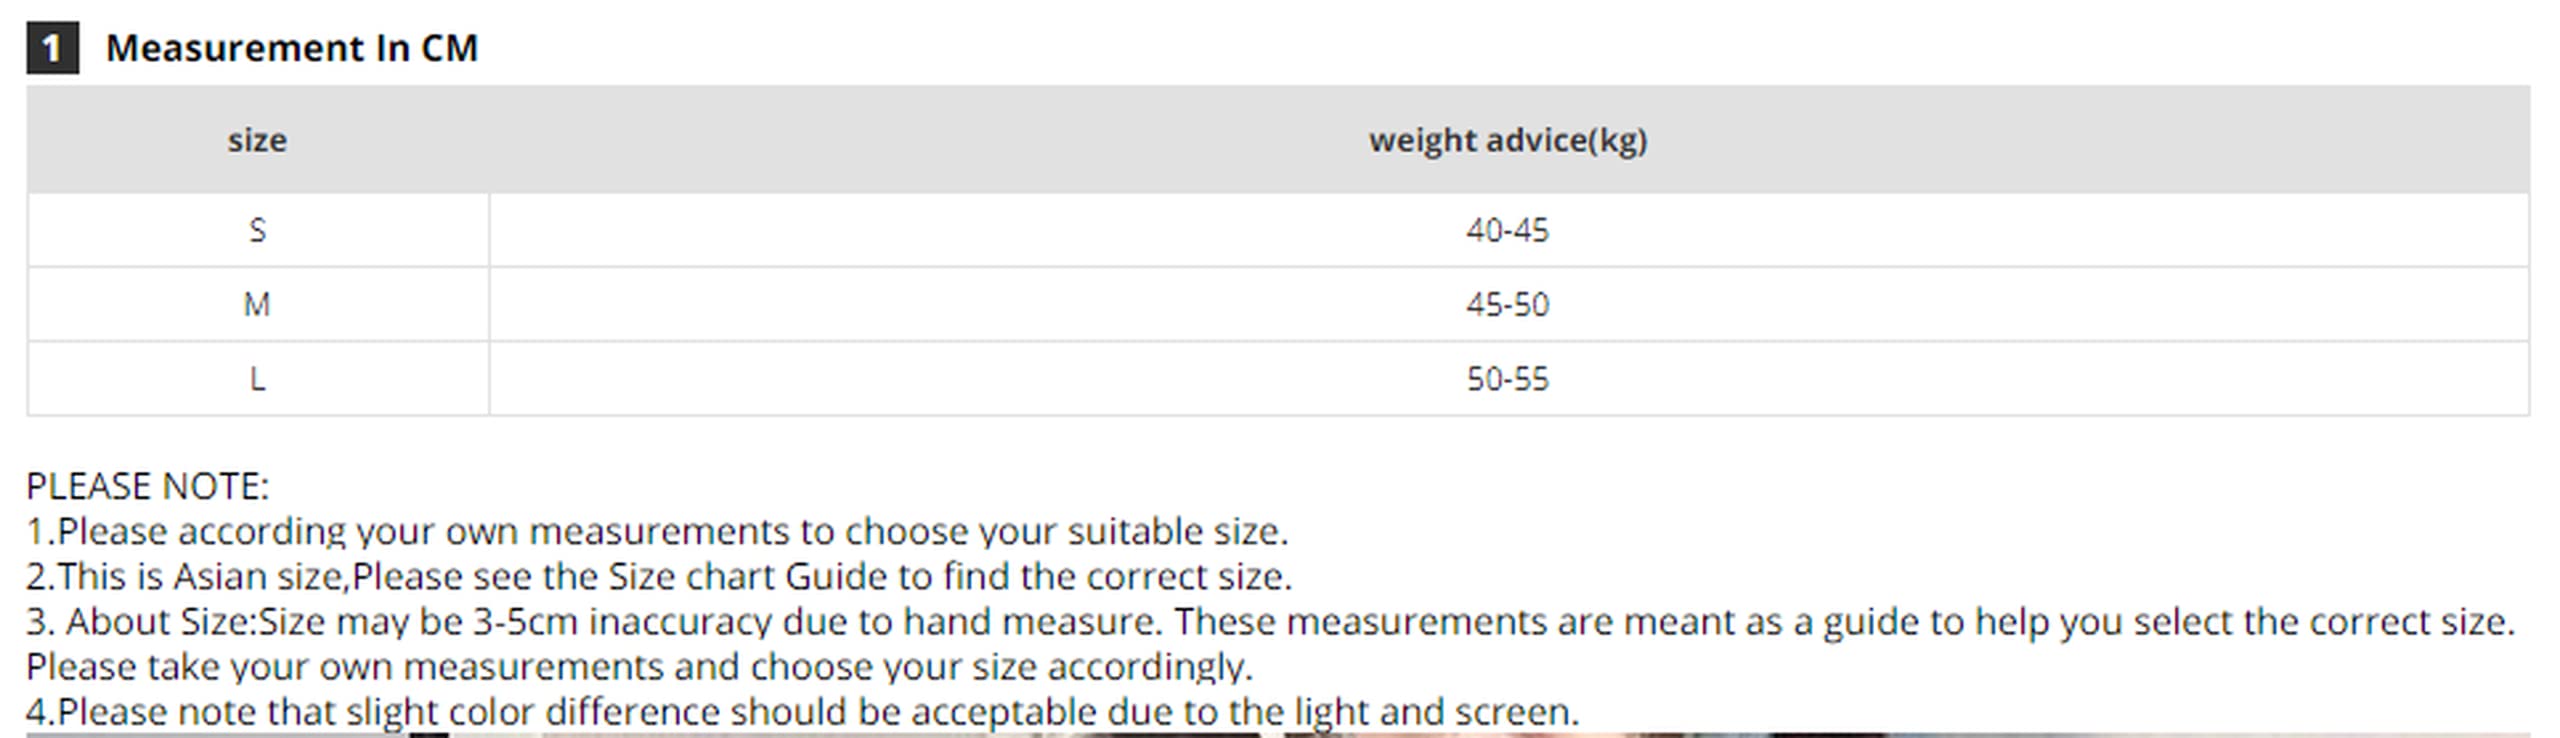 1 Measurement In CM
size weight advice(kg)
S 40-45
M 45-50
L 50-55
PLEASE NOTE:
1.Please according your own measurements to choose your suitable size.
2.This is Asian size,Please see the Size chart Guide to find the correct size.
3. About Size:Size may be 3-5cm inaccuracy due to hand measure. These measurements are meant as a guide to help you select the correct size.
Please take your own measurements and choose your size accordingly.
4.Please note that slight color difference should be acceptable due to the light and screen.